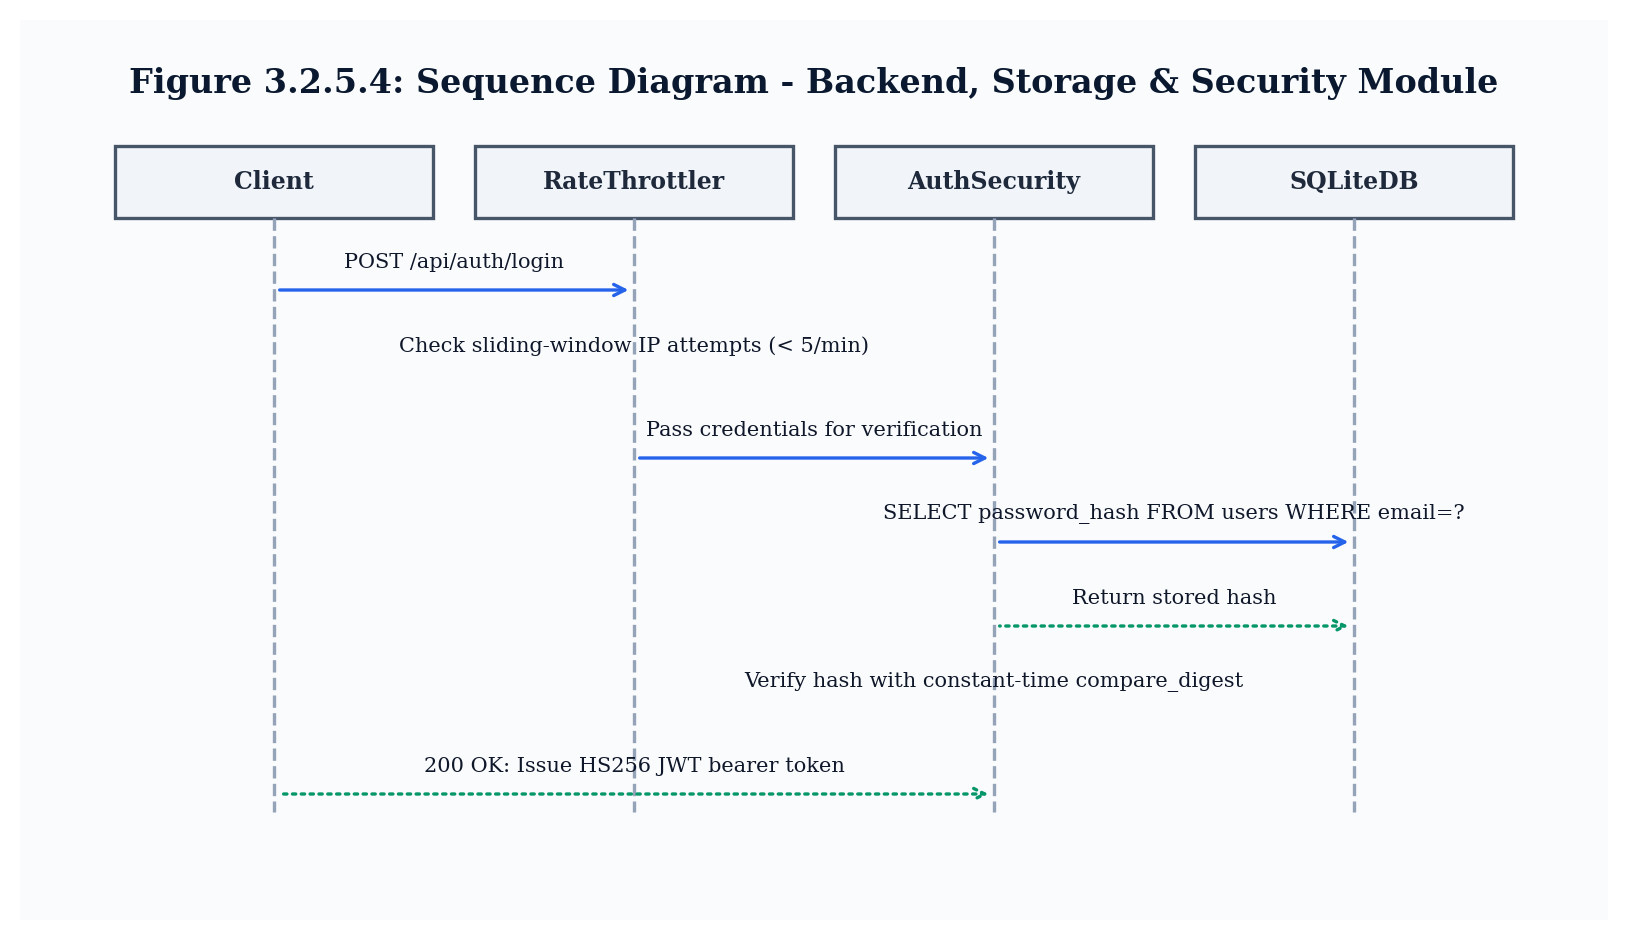 Figure 3.2.5.4: Sequence Diagram - Backend, Storage & Security Module
Client
RateThrottler
AuthSecurity
SQLiteDB
POST /api/auth/login
Check sliding-window IP attempts (< 5/min)
Pass credentials for verification
SELECT password_hash FROM users WHERE email=?
Return stored hash
Verify hash with constant-time compare_digest
200 OK: Issue HS256 JWT bearer token